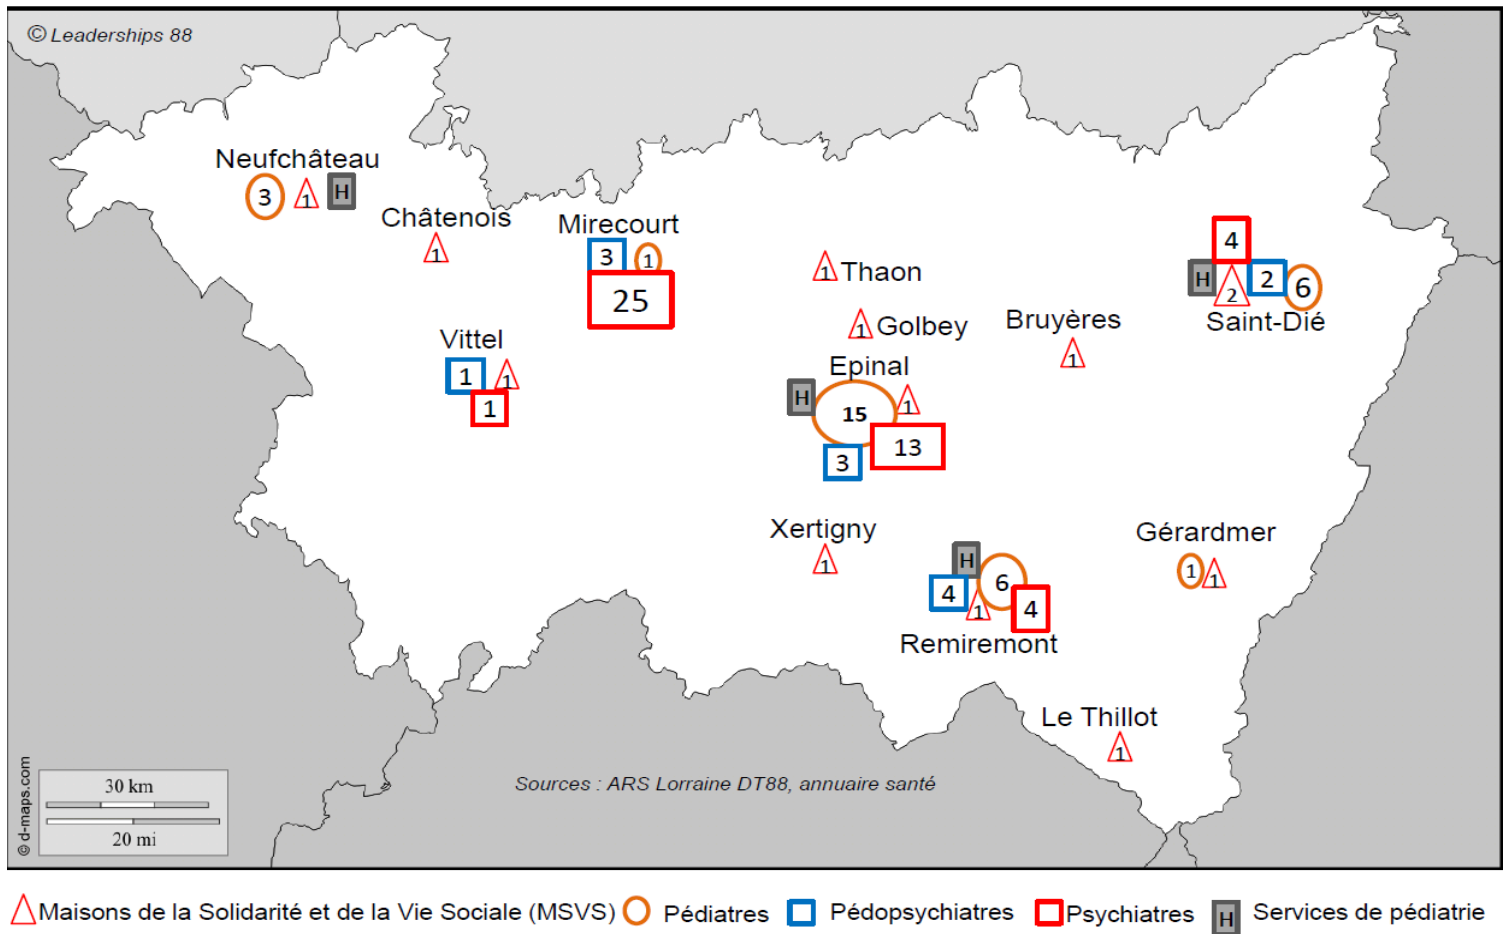 © Leaderships 88
Neufchâteau
3 1 H
Châtenois
1
Mirecourt
3 1
25
1 Thaon
4
H 2 2 6
Saint-Dié
1 Golbey
Bruyères
1
Vittel
1 1
1
Epinal
H 15 1
13
3
Xertigny
1
Gérardmer
1 1
H 6
4 1 4
Remiremont
Le Thillot
1
© d-maps.com
30 km
20 mi
Sources : ARS Lorraine DT88, annuaire santé
Maisons de la Solidarité et de la Vie Sociale (MSVS) Pédiatres Pédopsychiatres Psychiatres H Services de pédiatrie